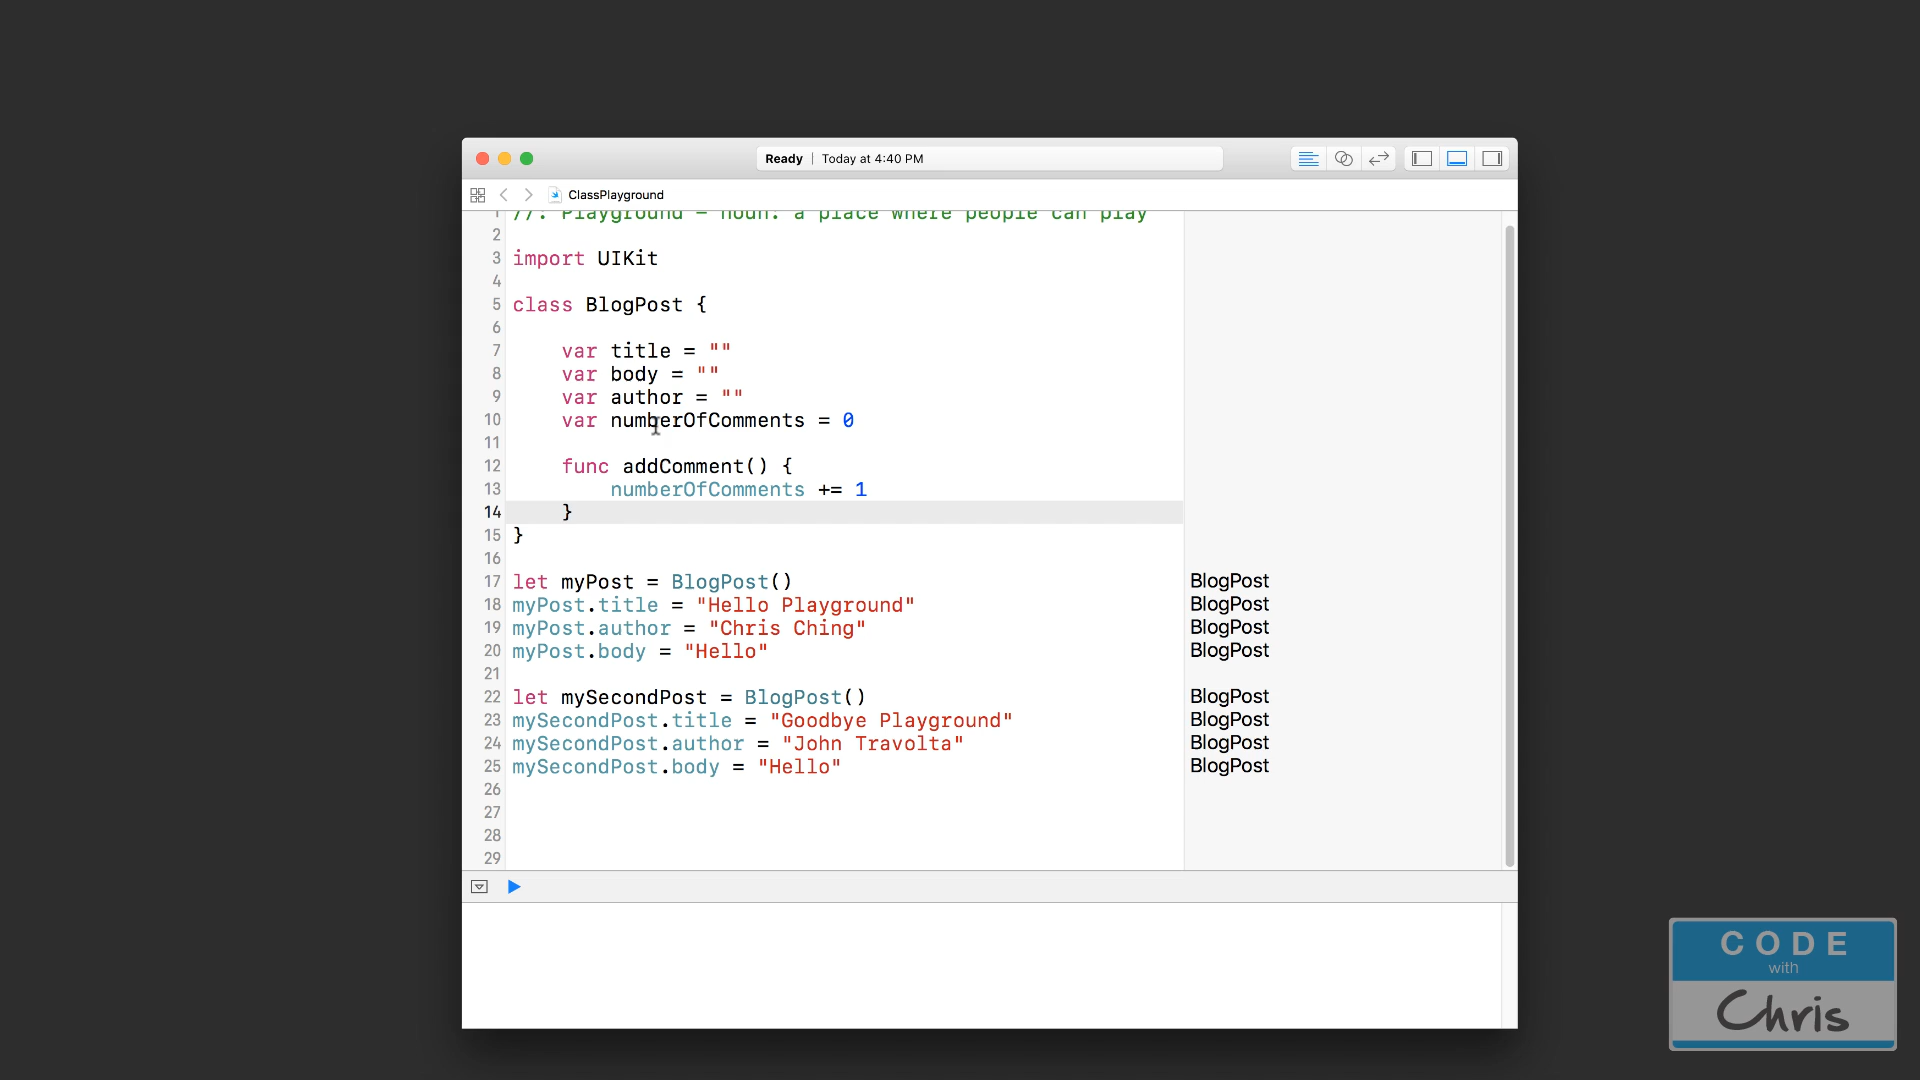 Ready | Today at 4:40 PM
ClassPlayground
1 //: Playground - noun: a place where people can play
2
3 import UIKit
4
5 class BlogPost {
6
7 var title = ""
8 var body = ""
9 var author = ""
10 var numberOfComments = 0
11
12 func addComment() {
13 numberOfComments += 1
14 }
15 }
16
17 let myPost = BlogPost() BlogPost
18 myPost.title = "Hello Playground" BlogPost
19 myPost.author = "Chris Ching" BlogPost
20 myPost.body = "Hello" BlogPost
21
22 let mySecondPost = BlogPost() BlogPost
23 mySecondPost.title = "Goodbye Playground" BlogPost
24 mySecondPost.author = "John Travolta" BlogPost
25 mySecondPost.body = "Hello" BlogPost
26
27
28
29
CODE
with
Chris